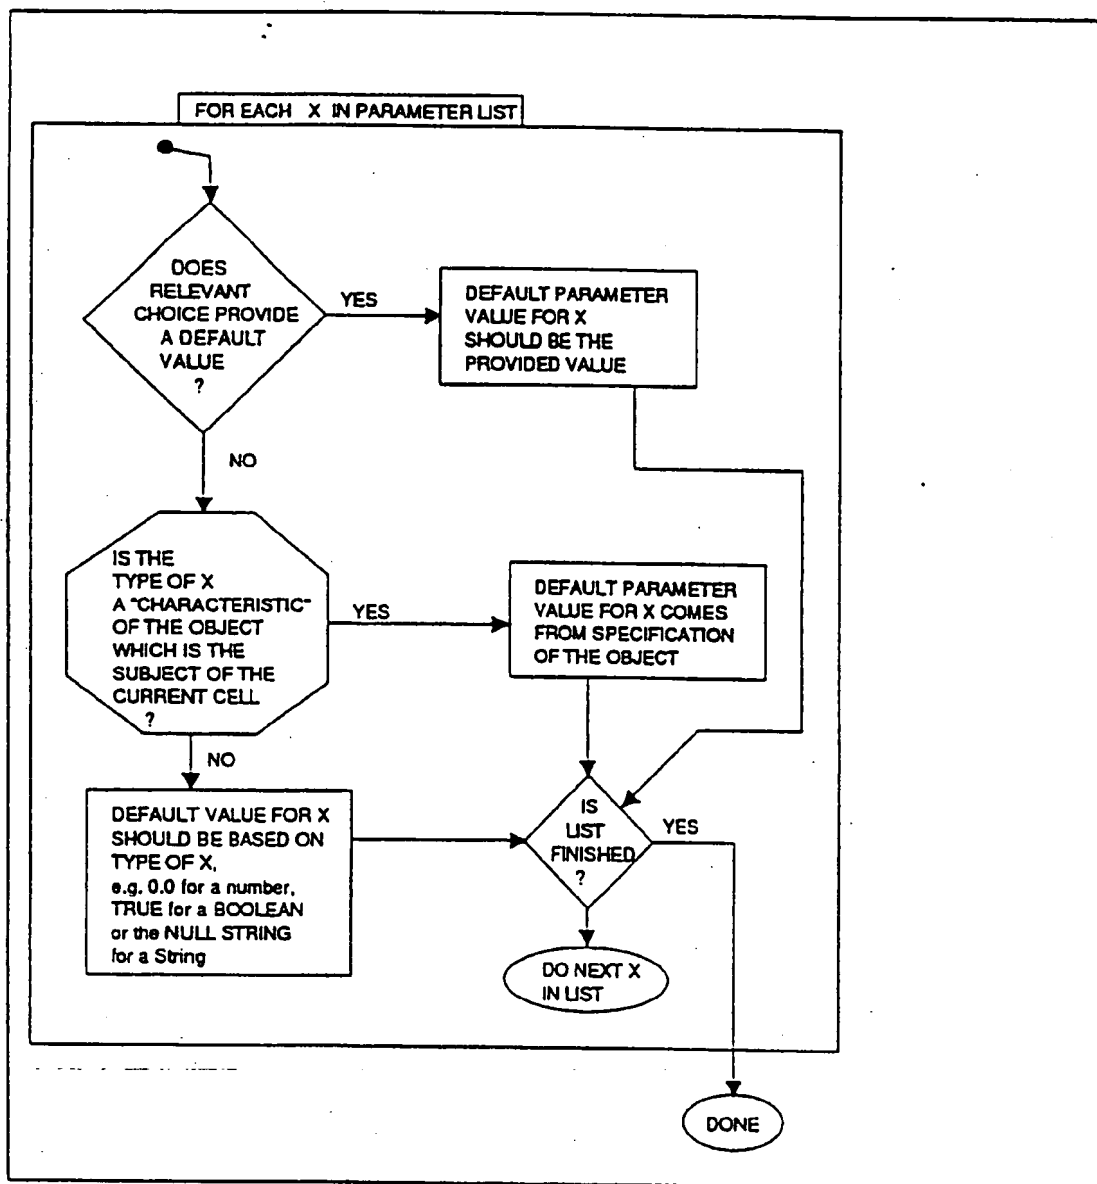 FOR EACH X IN PARAMETER LIST
DOES
RELEVANT
CHOICE PROVIDE
A DEFAULT
VALUE
?
YES
DEFAULT PARAMETER
VALUE FOR X
SHOULD BE THE
PROVIDED VALUE
NO
IS THE
TYPE OF X
A "CHARACTERISTIC"
OF THE OBJECT
WHICH IS THE
SUBJECT OF THE
CURRENT CELL
?
YES
DEFAULT PARAMETER
VALUE FOR X COMES
FROM SPECIFICATION
OF THE OBJECT
NO
DEFAULT VALUE FOR X
SHOULD BE BASED ON
TYPE OF X,
e.g. 0.0 for a number,
TRUE for a BOOLEAN
or the NULL STRING
for a String
IS
LIST
FINISHED
?
YES
DO NEXT X
IN LIST
DONE